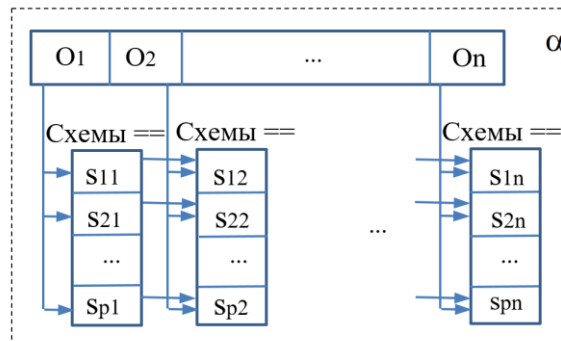 O1 O2 ... On α
Схемы == Схемы == Схемы ==
S11 S12 S1n
S21 S22 S2n
... ... ... ...
Sp1 Sp2 Spn